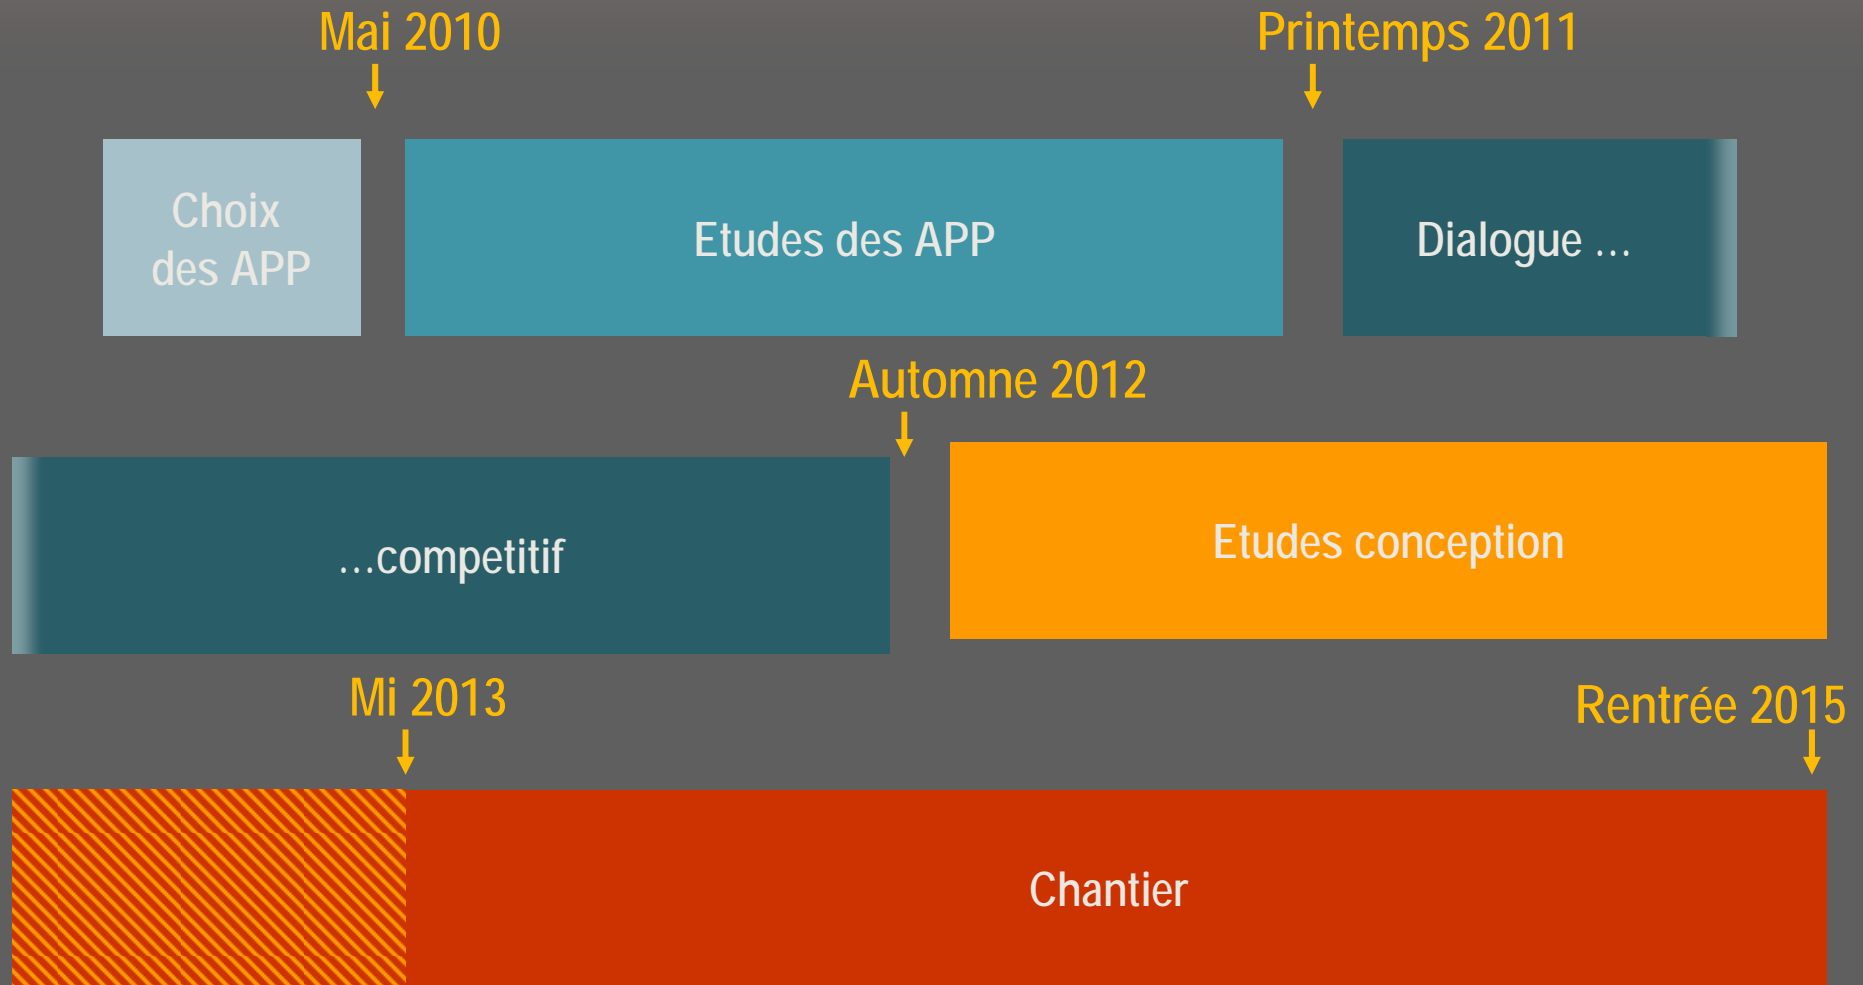 Mai 2010
Printemps 2011
Choix
des APP
Etudes des APP
Dialogue ...
Automne 2012
...competitif
Etudes conception
Mi 2013
Rentrée 2015
Chantier